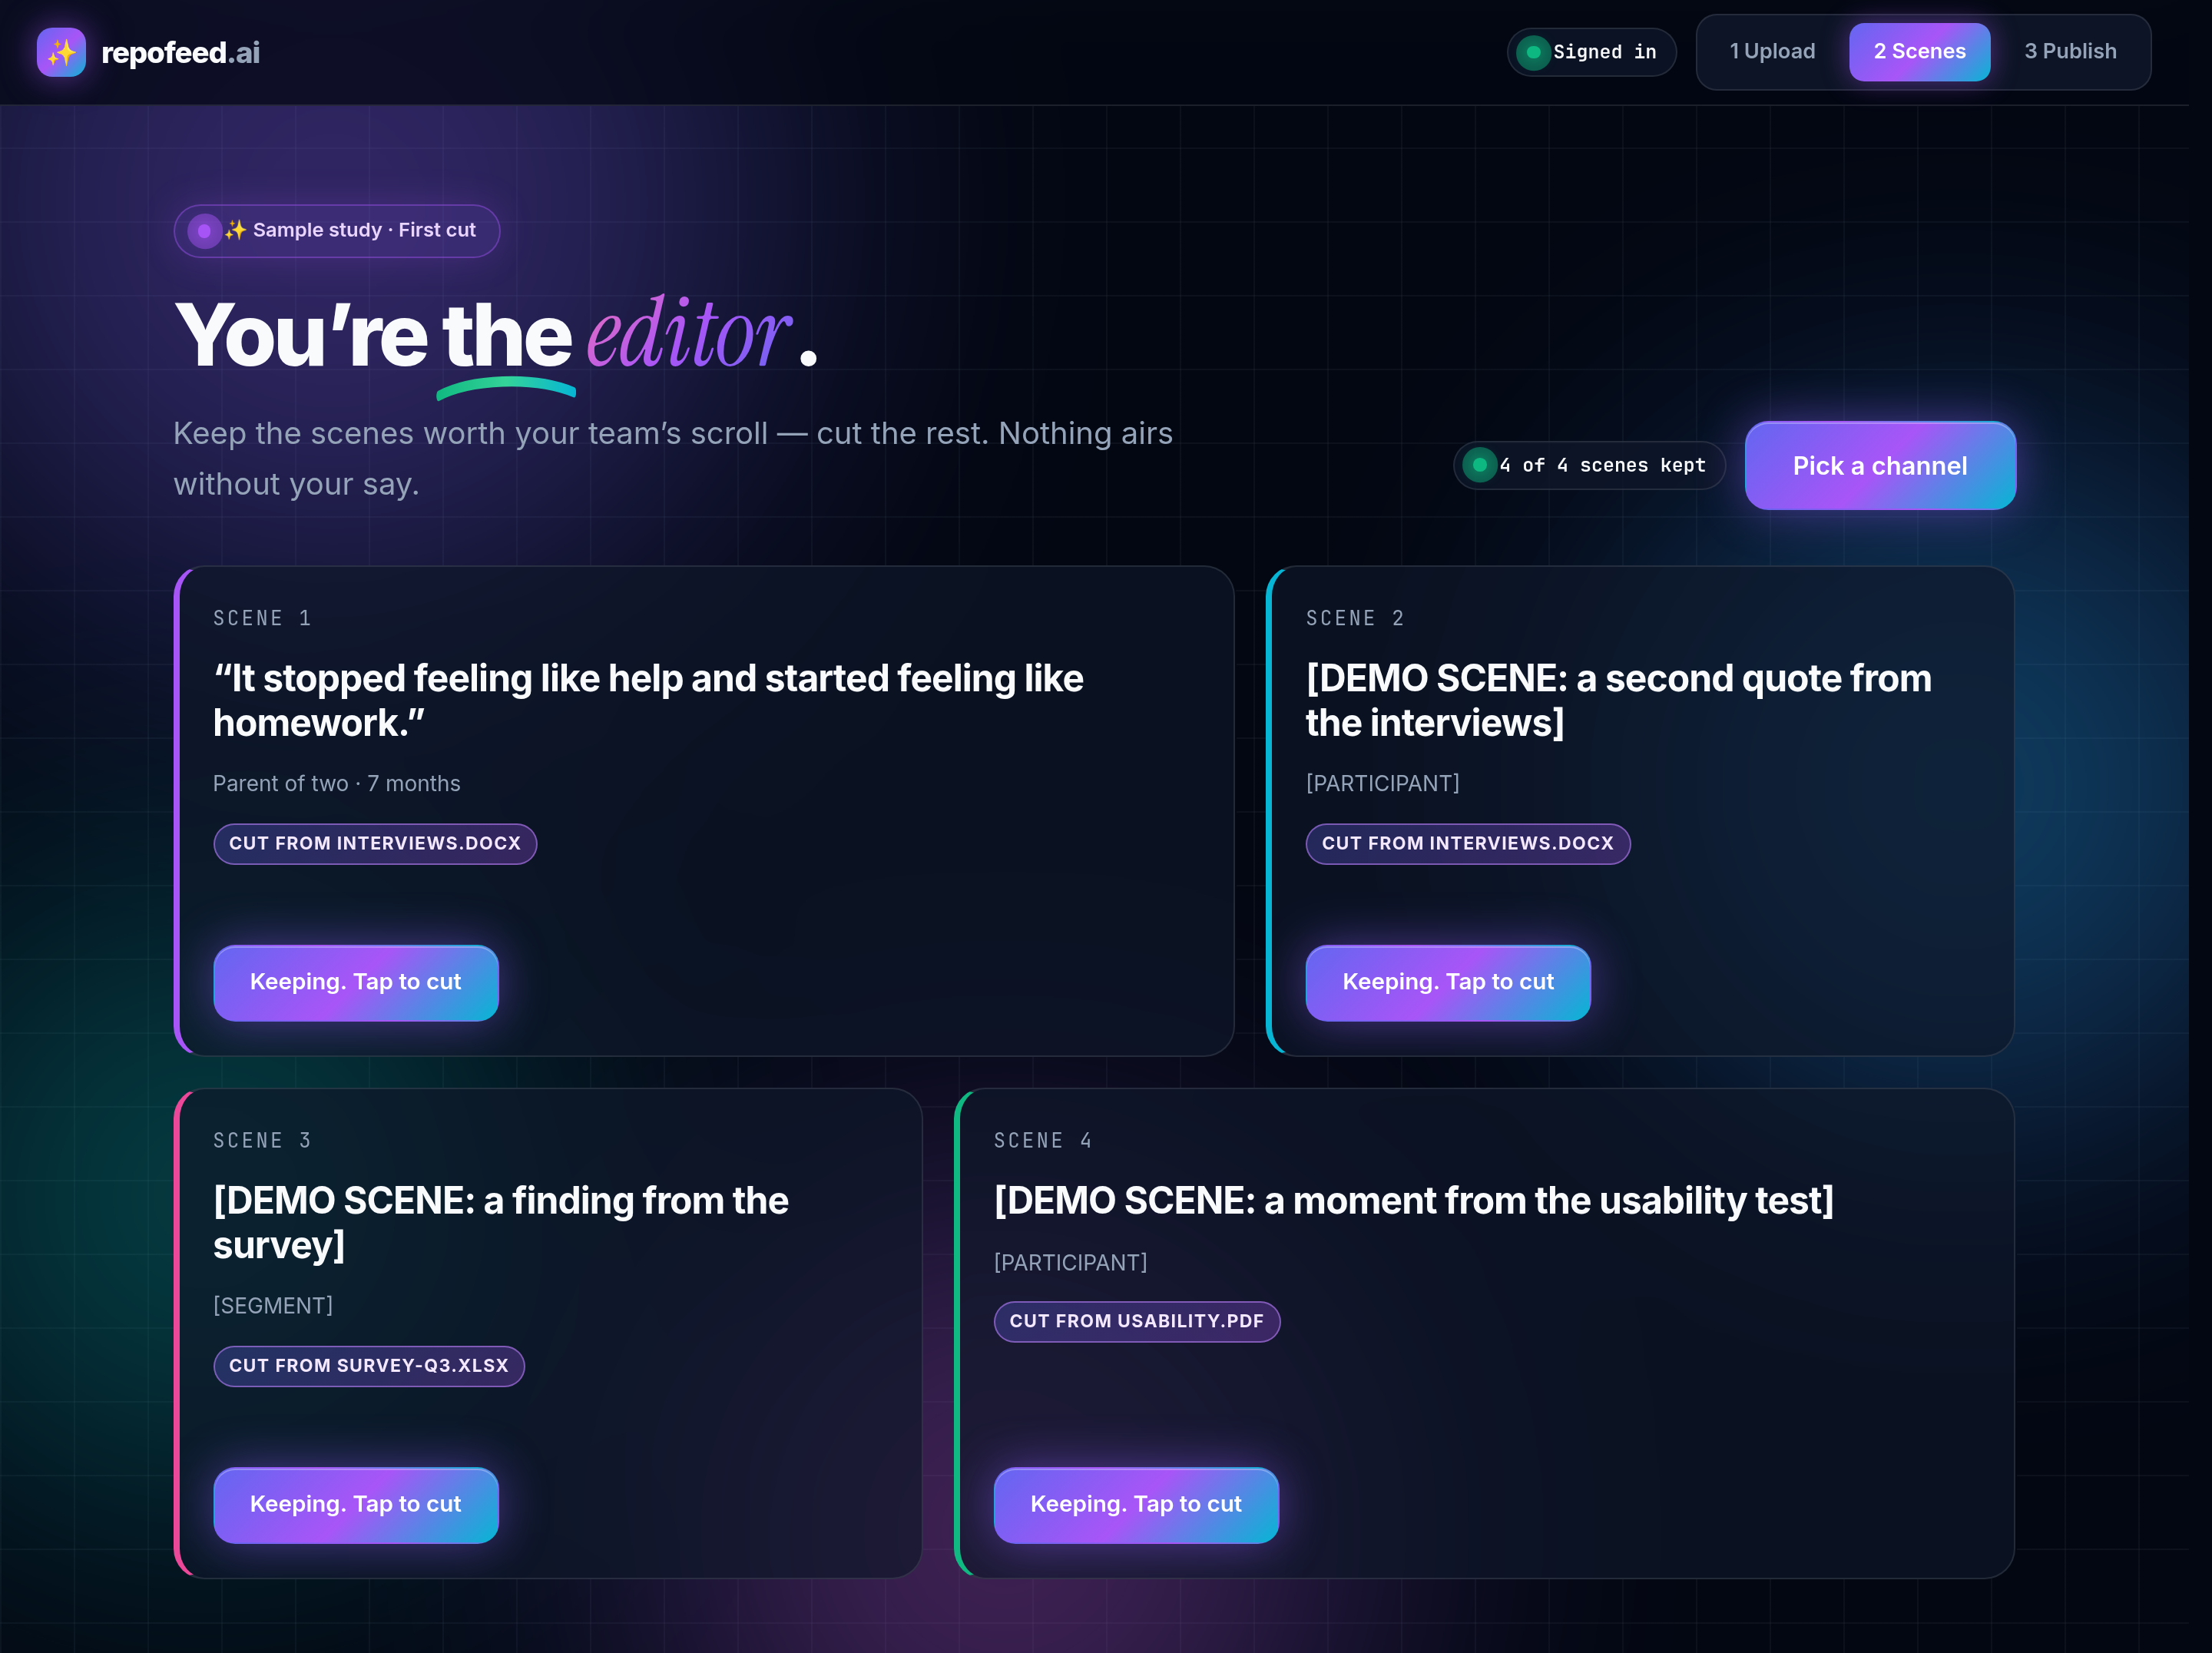 ✨ repofeed.ai
Signed in
1 Upload
2 Scenes
3 Publish
✨ Sample study · First cut
You’re the editor.
Keep the scenes worth your team’s scroll — cut the rest. Nothing airs
without your say.
4 of 4 scenes kept
Pick a channel
SCENE 1
“It stopped feeling like help and started feeling like
homework.”
Parent of two · 7 months
CUT FROM INTERVIEWS.DOCX
Keeping. Tap to cut
SCENE 2
[DEMO SCENE: a second quote from
the interviews]
[PARTICIPANT]
CUT FROM INTERVIEWS.DOCX
Keeping. Tap to cut
SCENE 3
[DEMO SCENE: a finding from the
survey]
[SEGMENT]
CUT FROM SURVEY-Q3.XLSX
Keeping. Tap to cut
SCENE 4
[DEMO SCENE: a moment from the usability test]
[PARTICIPANT]
CUT FROM USABILITY.PDF
Keeping. Tap to cut